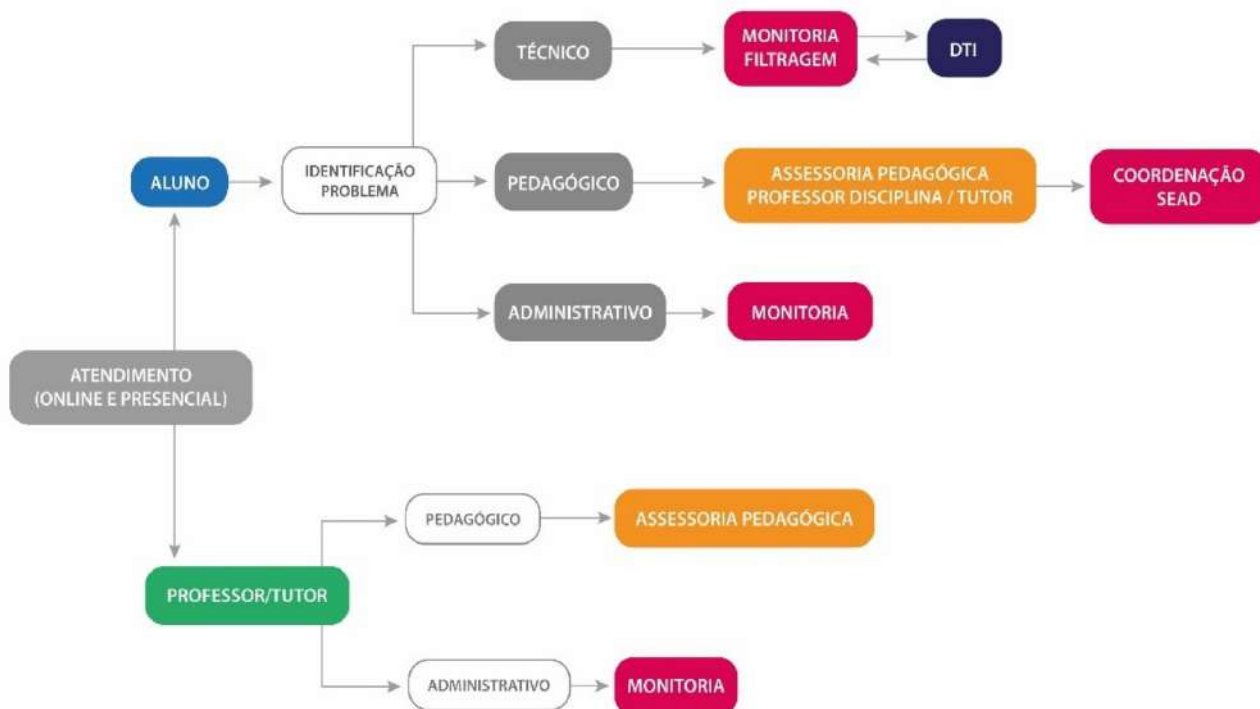 TÉCNICO
MONITORIA
FILTRAGEM
DTI
ALUNO
IDENTIFICAÇÃO
PROBLEMA
PEDAGÓGICO
ASSESSORIA PEDAGÓGICA
PROFESSOR DISCIPLINA / TUTOR
COORDENAÇÃO
SEAD
ADMINISTRATIVO
MONITORIA
ATENDIMENTO
(ONLINE E PRESENCIAL)
PEDAGÓGICO
ASSESSORIA PEDAGÓGICA
PROFESSOR/TUTOR
ADMINISTRATIVO
MONITORIA